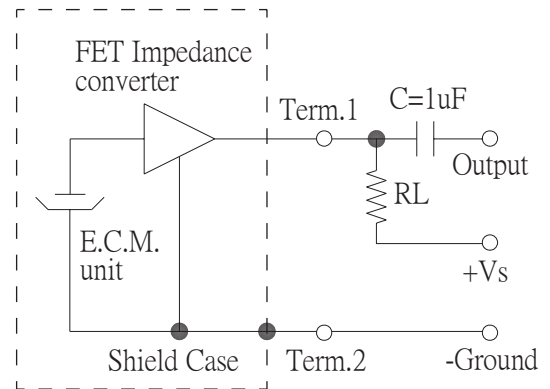 FET Impedance
converter
Term.1
C=1uF
Output
RL
E.C.M.
unit
+Vs
Shield Case
Term.2
-Ground